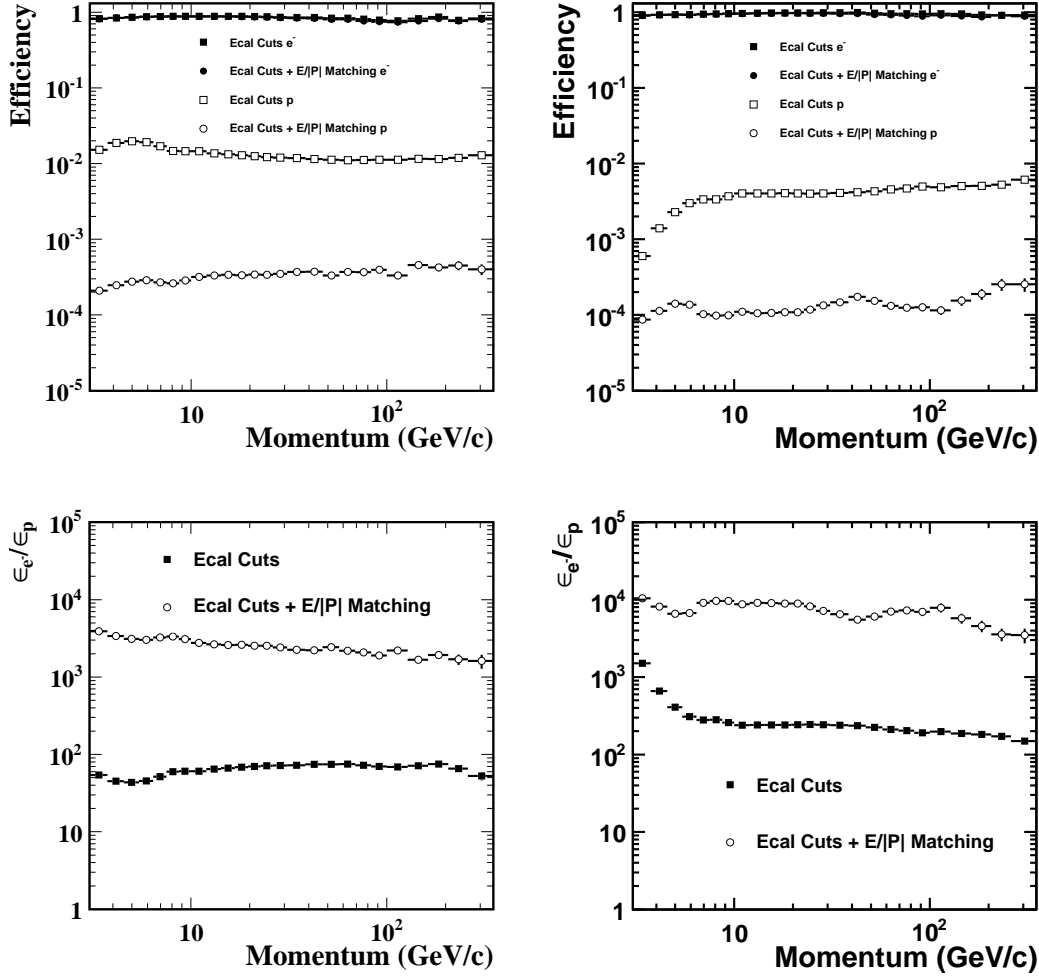 Efficiency
1
10^-1
10^-2
10^-3
10^-4
10^-5
Ecal Cuts e^-
Ecal Cuts + E/|P| Matching e^-
Ecal Cuts p
Ecal Cuts + E/|P| Matching p
10
10^2
Momentum (GeV/c)
Efficiency
1
10^-1
10^-2
10^-3
10^-4
10^-5
Ecal Cuts e^-
Ecal Cuts + E/|P| Matching e^-
Ecal Cuts p
Ecal Cuts + E/|P| Matching p
10
10^2
Momentum (GeV/c)
∈e-/∈p
10^5
10^4
10^3
10^2
10
1
Ecal Cuts
Ecal Cuts + E/|P| Matching
10
10^2
Momentum (GeV/c)
∈e-/∈p
10^5
10^4
10^3
10^2
10
1
Ecal Cuts
Ecal Cuts + E/|P| Matching
10
10^2
Momentum (GeV/c)